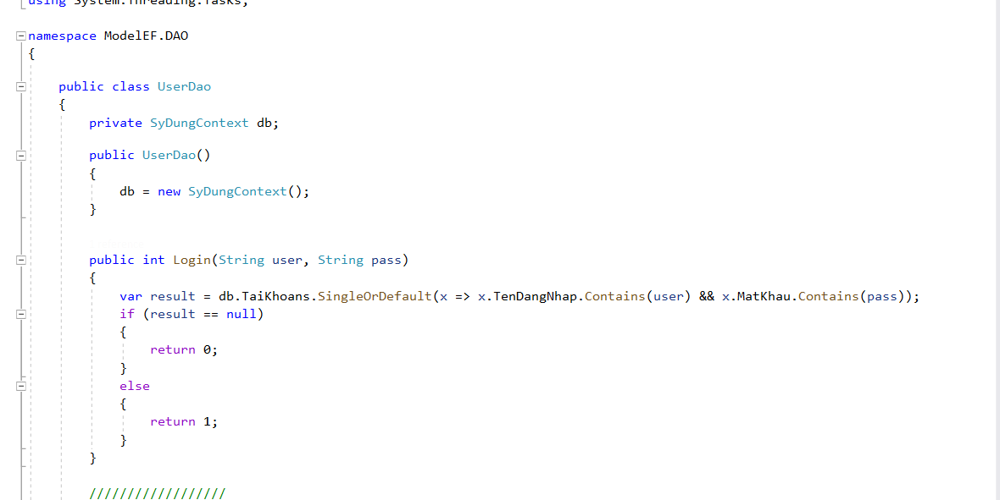 using System.Threading.Tasks;
namespace ModelEF.DAO
{
public class UserDao
{
private SyDungContext db;
public UserDao()
{
db = new SyDungContext();
}
public int Login(String user, String pass)
{
var result = db.TaiKhoans.SingleOrDefault(x => x.TenDangNhap.Contains(user) && x.MatKhau.Contains(pass));
if (result == null)
{
return 0;
}
else
{
return 1;
}
}
//////////////////